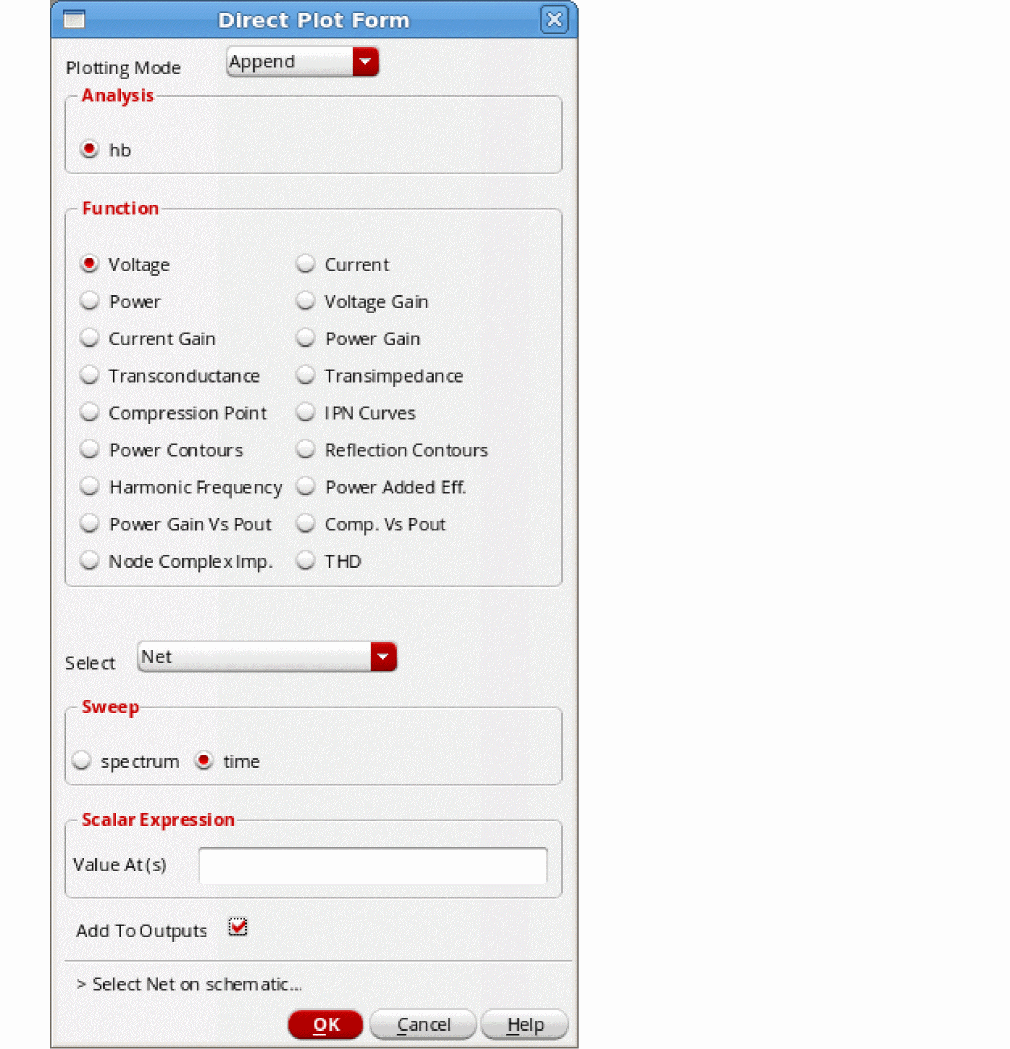 Direct Plot Form
Plotting Mode Append
Analysis
hb
Function
Voltage Current
Power Voltage Gain
Current Gain Power Gain
Transconductance Transimpedance
Compression Point IPN Curves
Power Contours Reflection Contours
Harmonic Frequency Power Added Eff.
Power Gain Vs Pout Comp. Vs Pout
Node Complex Imp. THD
Select Net
Sweep
spectrum time
Scalar Expression
Value At(s)
Add To Outputs
> Select Net on schematic...
OK Cancel Help